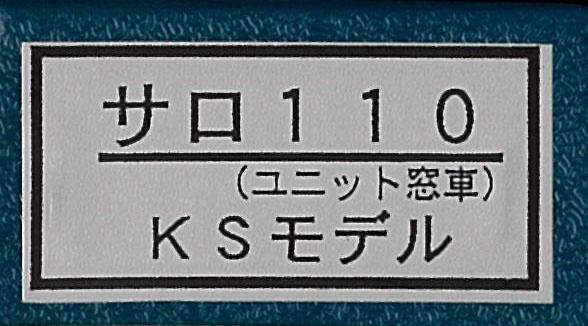 サロ１１０
（ユニット窓車）
ＫＳモデル